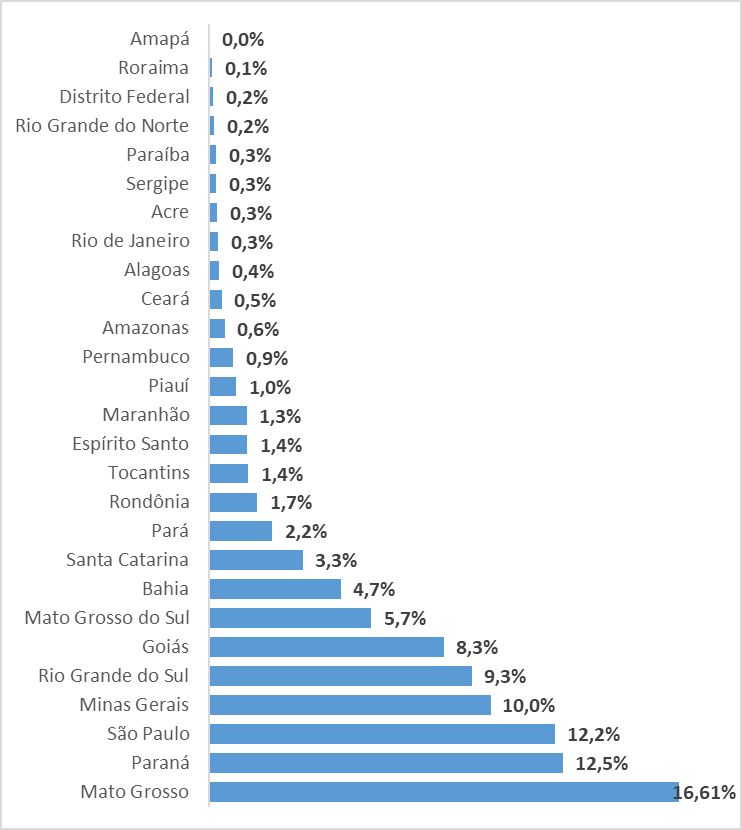 Amapá 0,0%
Roraima 0,1%
Distrito Federal 0,2%
Rio Grande do Norte 0,2%
Paraíba 0,3%
Sergipe 0,3%
Acre 0,3%
Rio de Janeiro 0,3%
Alagoas 0,4%
Ceará 0,5%
Amazonas 0,6%
Pernambuco 0,9%
Piauí 1,0%
Maranhão 1,3%
Espírito Santo 1,4%
Tocantins 1,4%
Rondônia 1,7%
Pará 2,2%
Santa Catarina 3,3%
Bahia 4,7%
Mato Grosso do Sul 5,7%
Goiás 8,3%
Rio Grande do Sul 9,3%
Minas Gerais 10,0%
São Paulo 12,2%
Paraná 12,5%
Mato Grosso 16,61%